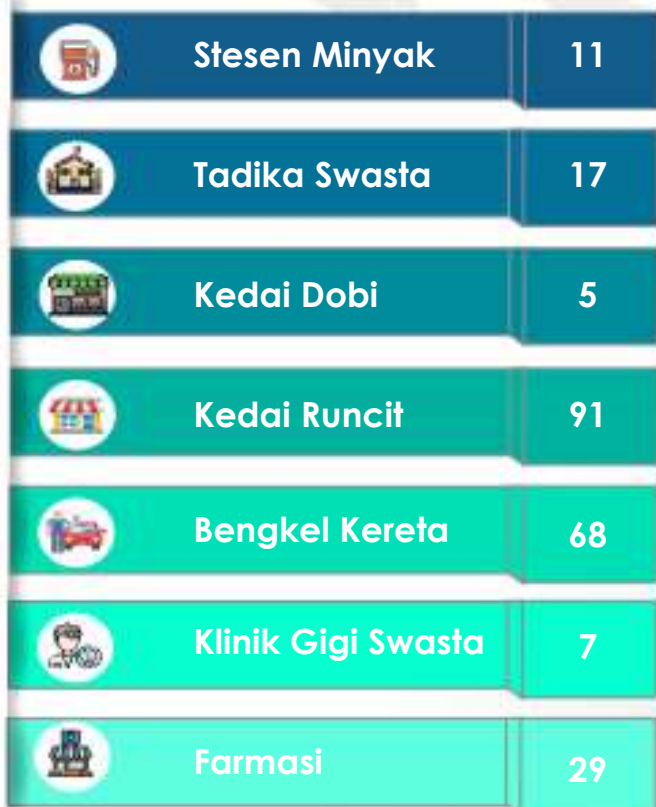 Stesen Minyak 11
Tadika Swasta 17
Kedai Dobi 5
Kedai Runcit 91
Bengkel Kereta 68
Klinik Gigi Swasta 7
Farmasi 29